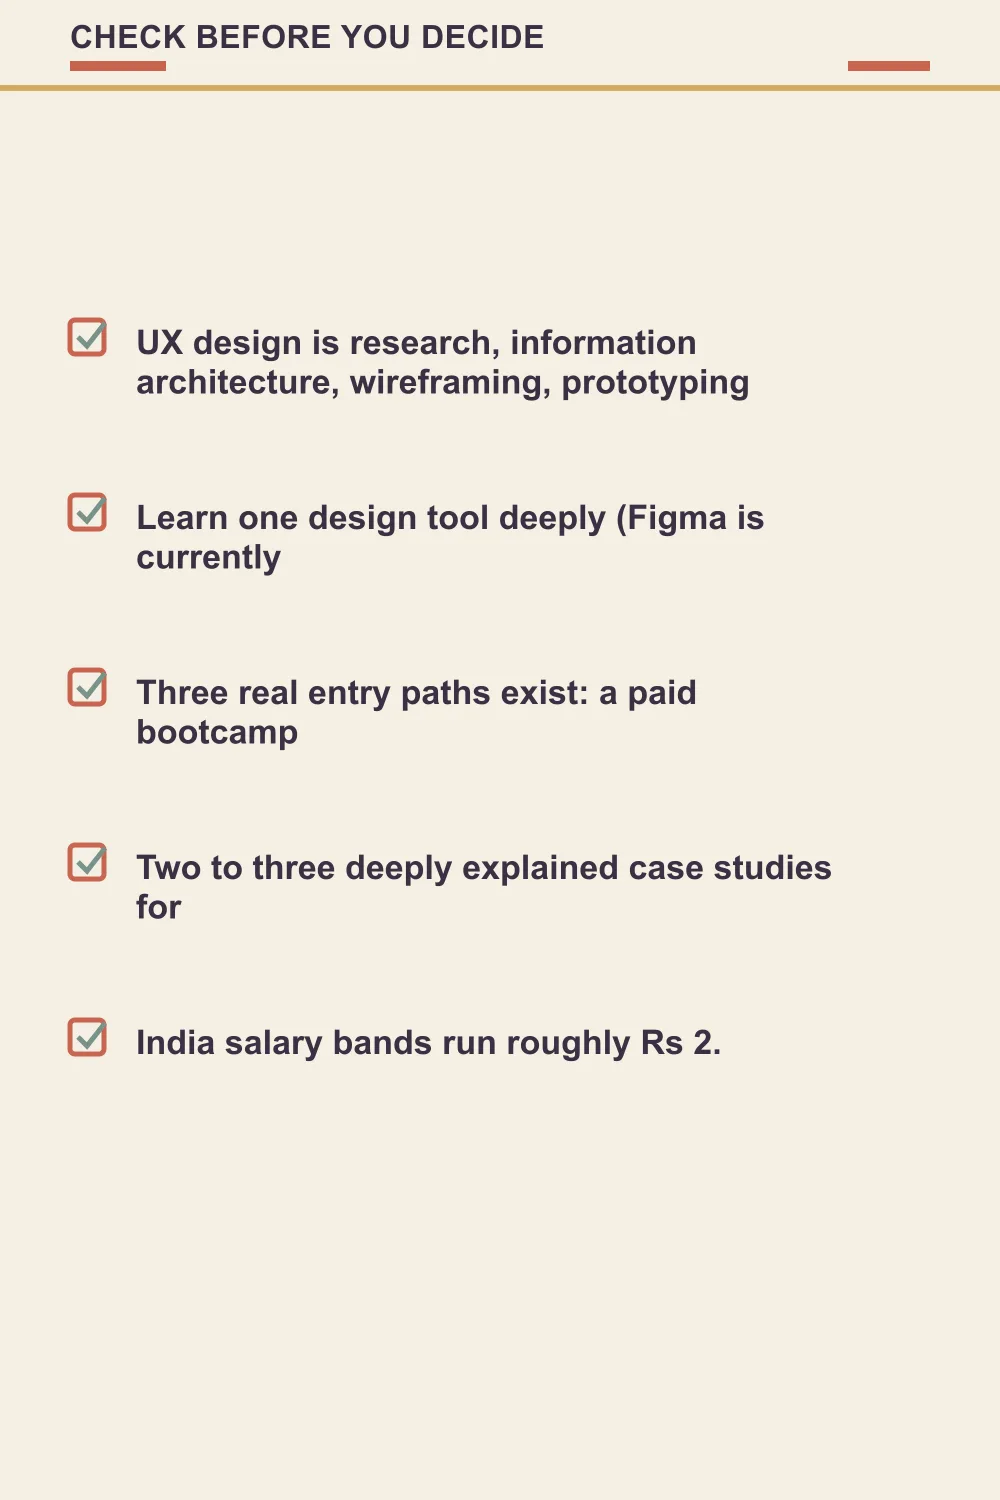 CHECK BEFORE YOU DECIDE
UX design is research, information
architecture, wireframing, prototyping
Learn one design tool deeply (Figma is
currently
Three real entry paths exist: a paid
bootcamp
Two to three deeply explained case studies
for
India salary bands run roughly Rs 2.